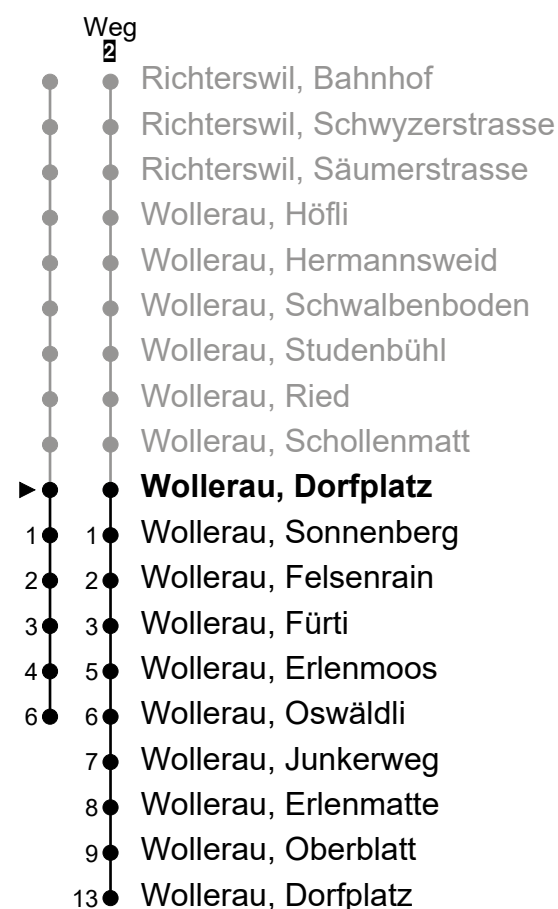 Weg
2
Richterswil, Bahnhof
Richterswil, Schwyzerstrasse
Richterswil, Säumerstrasse
Wollerau, Höfli
Wollerau, Hermannsweid
Wollerau, Schwalbenboden
Wollerau, Studenbühl
Wollerau, Ried
Wollerau, Schollenmatt
Wollerau, Dorfplatz
1 1 Wollerau, Sonnenberg
2 2 Wollerau, Felsenrain
3 3 Wollerau, Fürti
4 5 Wollerau, Erlenmoos
6 6 Wollerau, Oswäldli
7 Wollerau, Junkerweg
8 Wollerau, Erlenmatte
9 Wollerau, Oberblatt
13 Wollerau, Dorfplatz